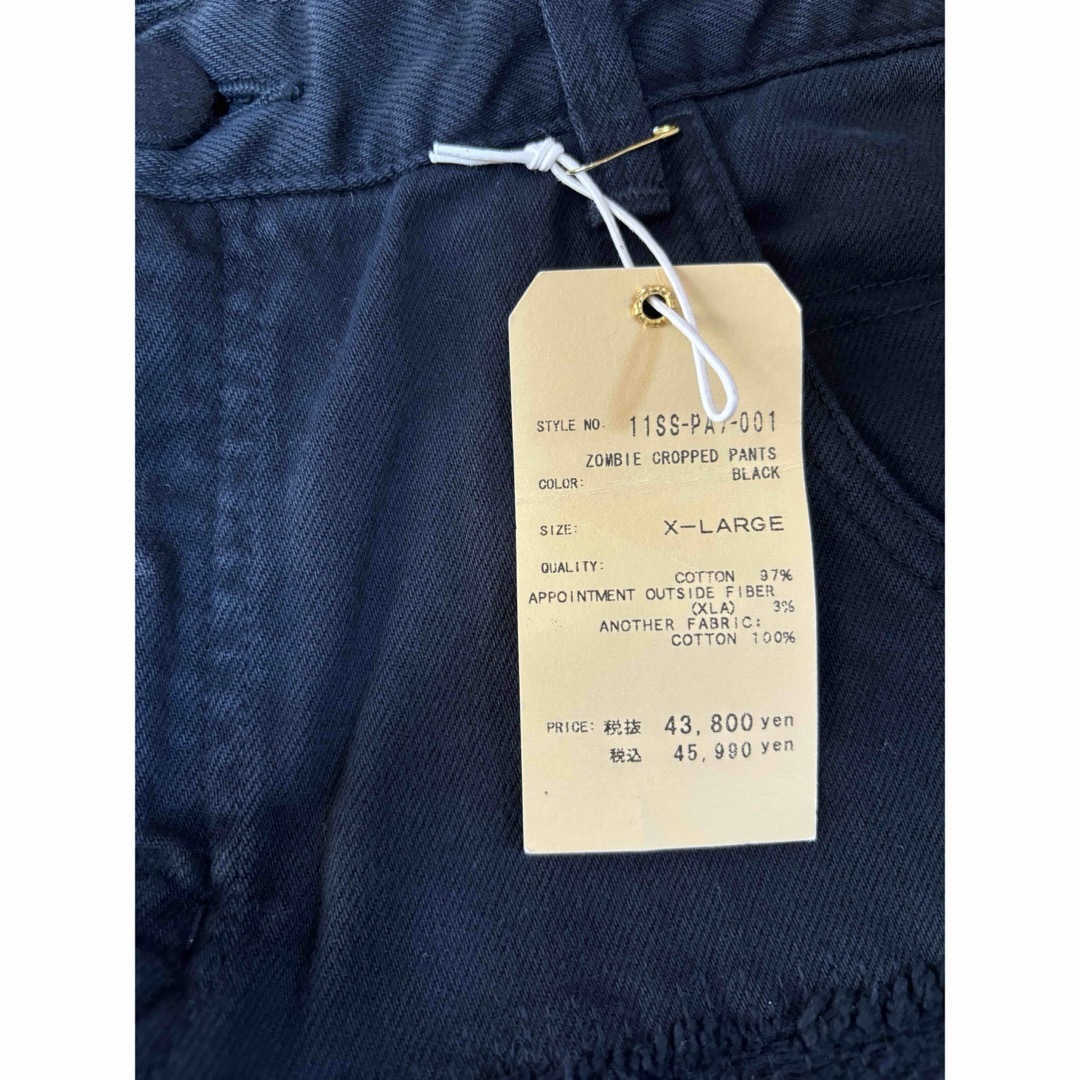 STYLE NO. 11SS-PA7-001
ZOMBIE CROPPED PANTS
COLOR: BLACK
SIZE: X-LARGE
QUALITY:
COTTON 97%
APPOINTMENT OUTSIDE FIBER
(XLA) 3%
ANOTHER FABRIC:
COTTON 100%
PRICE: 税抜 43,800 yen
税込 45,990 yen